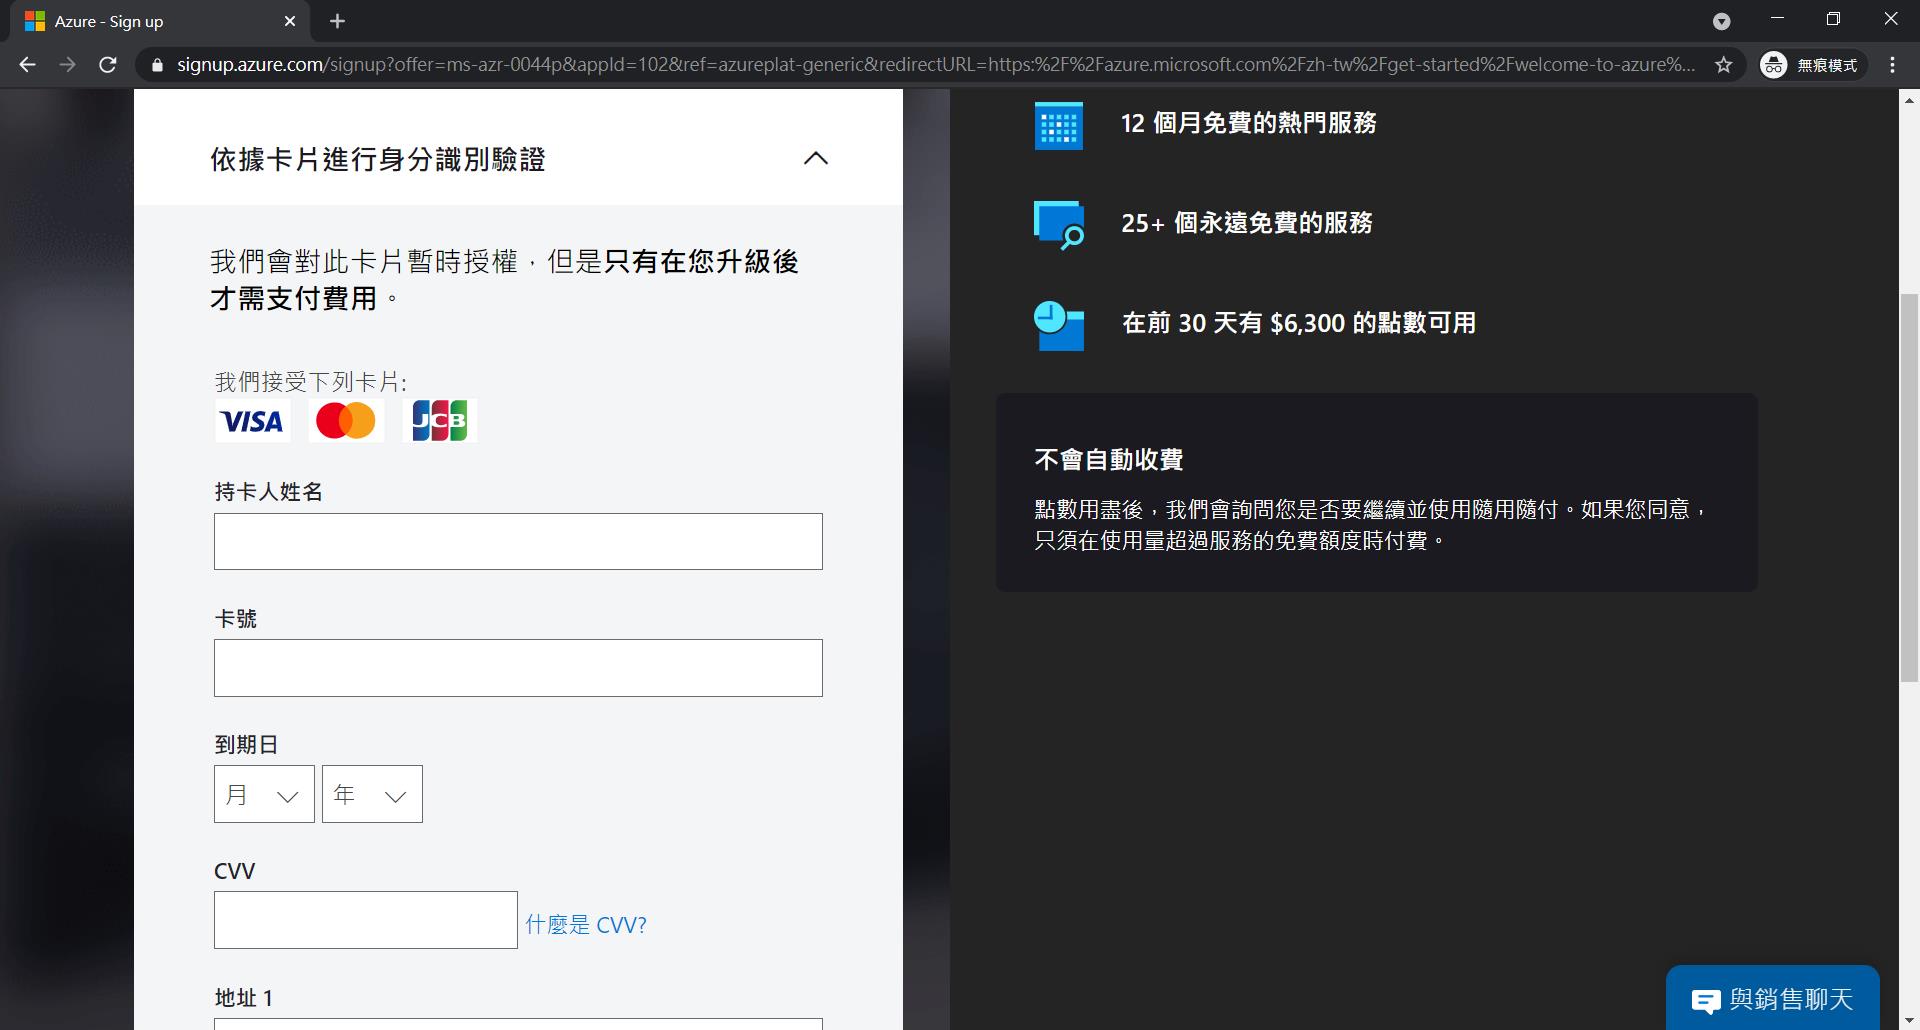 Azure - Sign up
signup.azure.com/signup?offer=ms-azr-0044p&appId=102&ref=azureplat-generic&redirectURL=https:%2F%2Fazure.microsoft.com%2Fzh-tw%2Fget-started%2Fwelcome-to-azure%...
無痕模式
依據卡片進行身分識別驗證
我們會對此卡片暫時授權，但是只有在您升級後
才需支付費用。
我們接受下列卡片:
VISA
JCB
持卡人姓名
卡號
到期日
月 年
CVV
什麼是 CVV?
地址 1
12 個月免費的熱門服務
25+ 個永遠免費的服務
在前 30 天有 $6,300 的點數可用
不會自動收費
點數用盡後，我們會詢問您是否要繼續並使用隨用隨付。如果您同意，
只須在使用量超過服務的免費額度時付費。
與銷售聊天